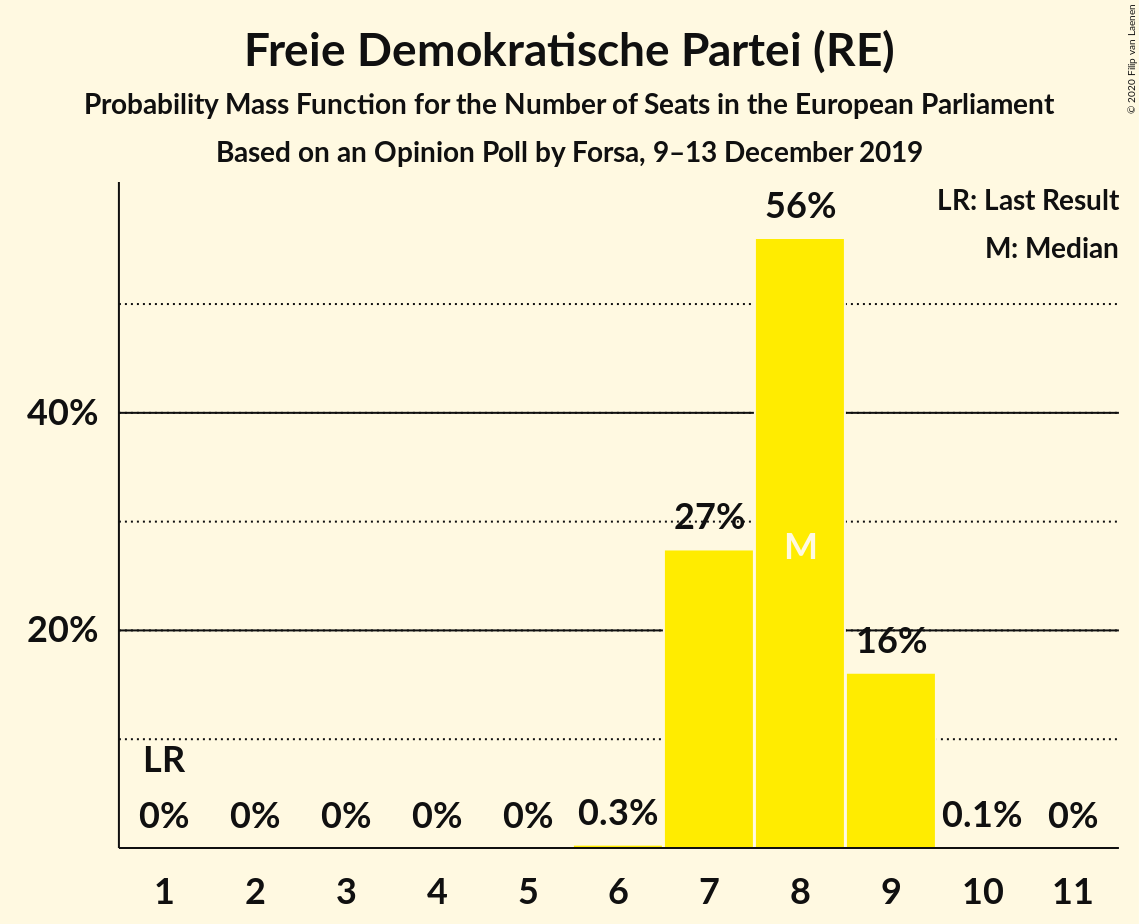 Freie Demokratische Partei (RE)
Probability Mass Function for the Number of Seats in the European Parliament
Based on an Opinion Poll by Forsa, 9–13 December 2019
© 2020 Filip van Laenen
LR: Last Result
M: Median
56%
40%
27%
M
20%
16%
LR
0% 0% 0% 0% 0% 0.3% 0.1% 0%
1 2 3 4 5 6 7 8 9 10 11